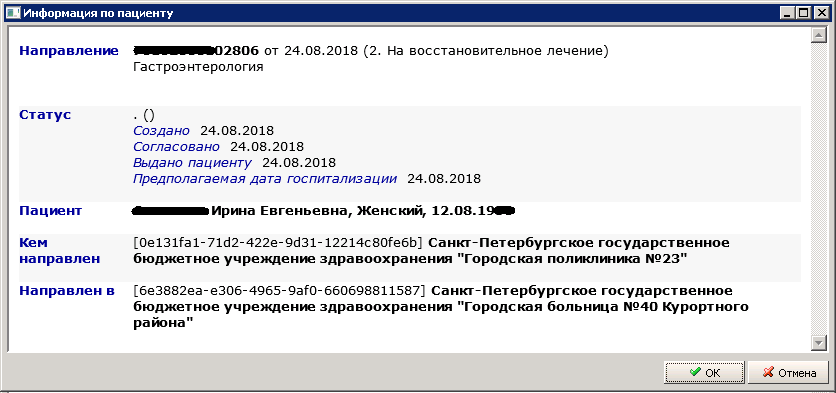 Информация по пациенту
Направление 02806 от 24.08.2018 (2. На восстановительное лечение)
Гастроэнтерология
Статус . ()
Создано 24.08.2018
Согласовано 24.08.2018
Выдано пациенту 24.08.2018
Предполагаемая дата госпитализации 24.08.2018
Пациент Ирина Евгеньевна, Женский, 12.08.19
Кем направлен [0e131fa1-71d2-422e-9d31-12214c80fe6b] Санкт-Петербургское государственное
бюджетное учреждение здравоохранения "Городская поликлиника №23"
Направлен в [6e3882ea-e306-4965-9af0-660698811587] Санкт-Петербургское государственное
бюджетное учреждение здравоохранения "Городская больница №40 Курортного
района"
OK Отмена